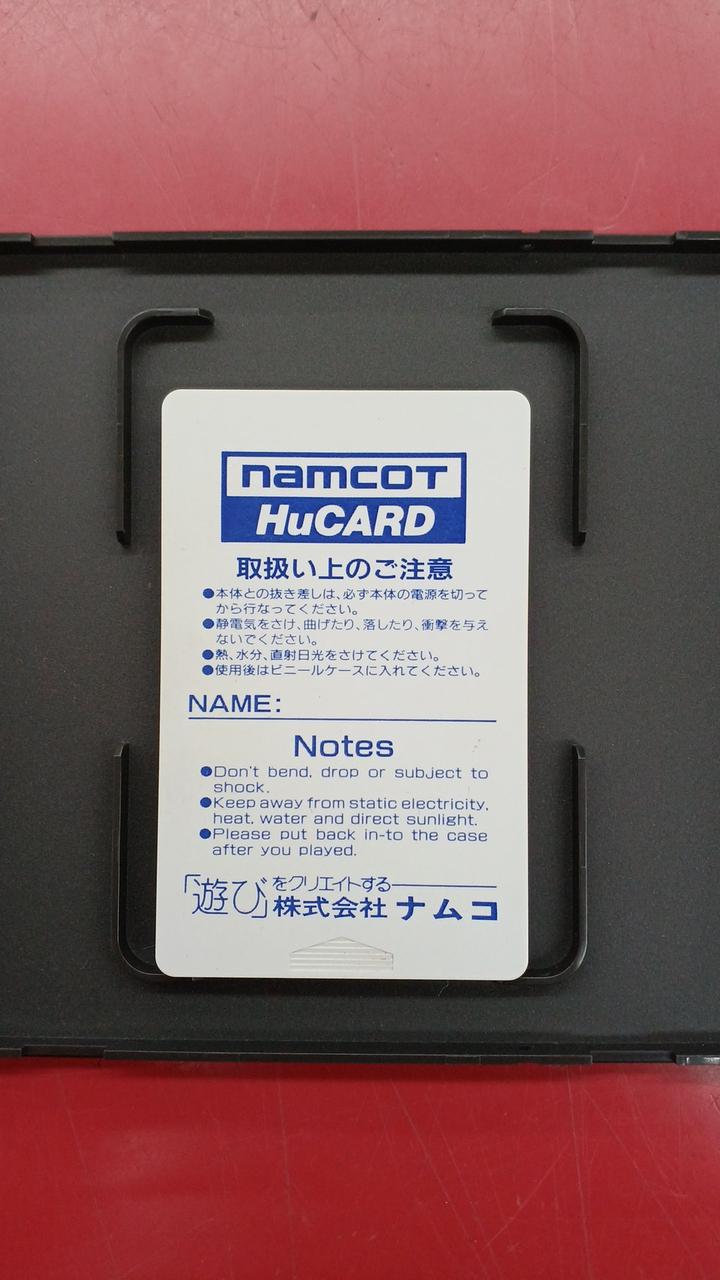 namcot
HuCARD
取扱い上のご注意
●本体との抜き差しは、必ず本体の電源を切って
から行なってください。
●静電気をさけ、曲げたり、落したり、衝撃を与え
ないでください。
●熱、水分、直射日光をさけてください。
●使用後はビニールケースに入れてください。
NAME:
Notes
●Don't bend, drop or subject to
shock.
●Keep away from static electricity,
heat, water and direct sunlight.
●Please put back in-to the case
after you played.
「遊び」をクリエイトする
株式会社ナムコ